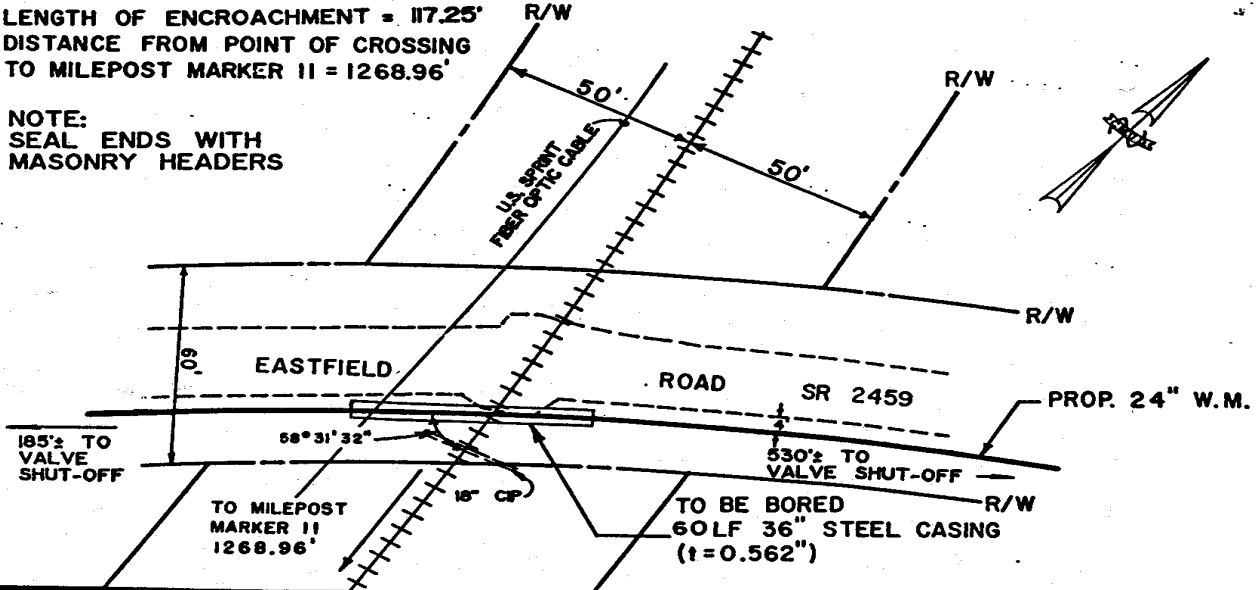 LENGTH OF ENCROACHMENT = 117.25'
DISTANCE FROM POINT OF CROSSING
TO MILEPOST MARKER 11 = 1268.96'
NOTE:
SEAL ENDS WITH
MASONRY HEADERS
R/W
50'
R/W
50'
U.S. SPRINT
FIBER OPTIC CABLE
R/W
60'
EASTFIELD
ROAD
SR 2459
PROP. 24" W.M.
4'
185'± TO
VALVE
SHUT-OFF
58° 31' 32"
530'± TO
VALVE SHUT-OFF
18" CIP
R/W
TO MILEPOST
MARKER 11
1268.96'
TO BE BORED
60 LF 36" STEEL CASING
(t=0.562")